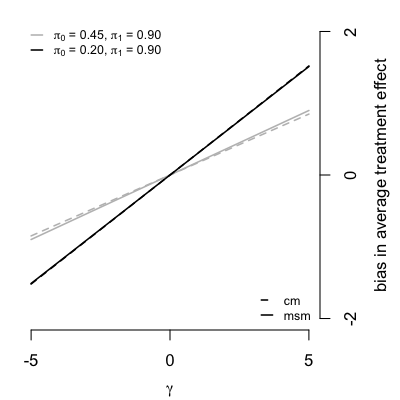 π₀ = 0.45, π₁ = 0.90
π₀ = 0.20, π₁ = 0.90
2
0
-2
bias in average treatment effect
cm
msm
-5 0 5
γ